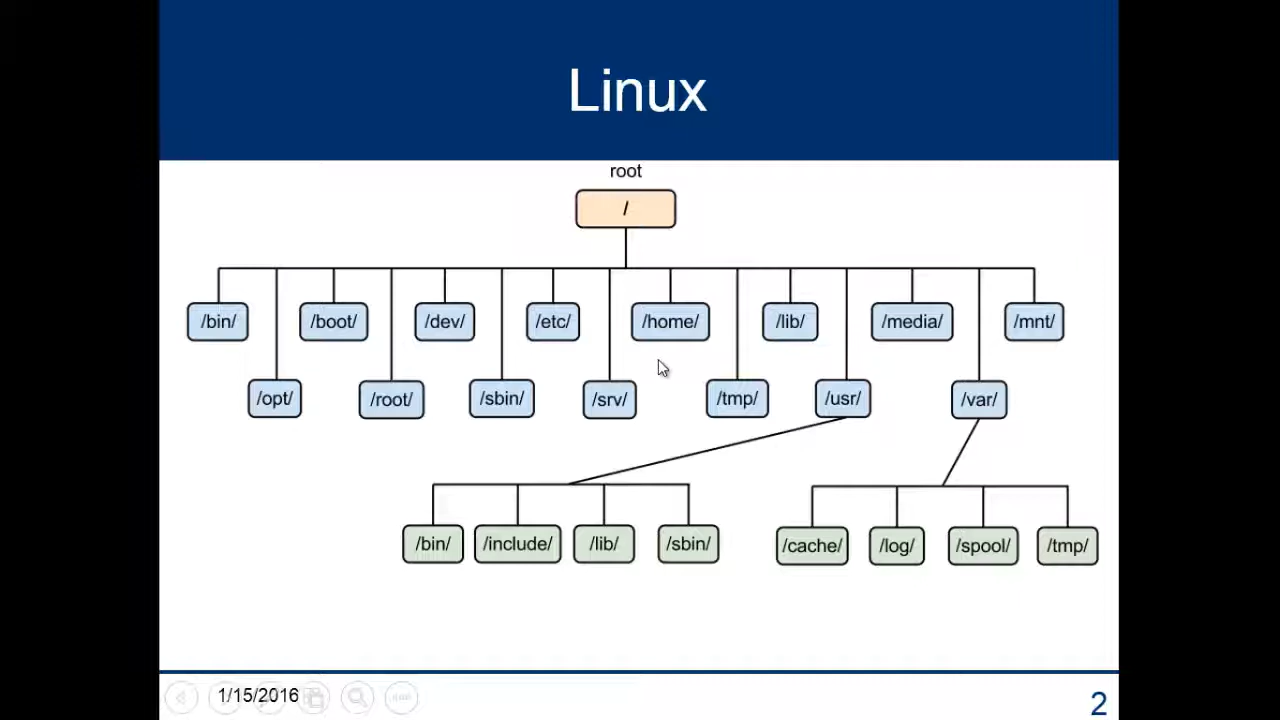 Linux
root
/
/bin/ /boot/ /dev/ /etc/ /home/ /lib/ /media/ /mnt/
/opt/ /root/ /sbin/ /srv/ /tmp/ /usr/ /var/
/bin/ /include/ /lib/ /sbin/ /cache/ /log/ /spool/ /tmp/
1/15/2016
2